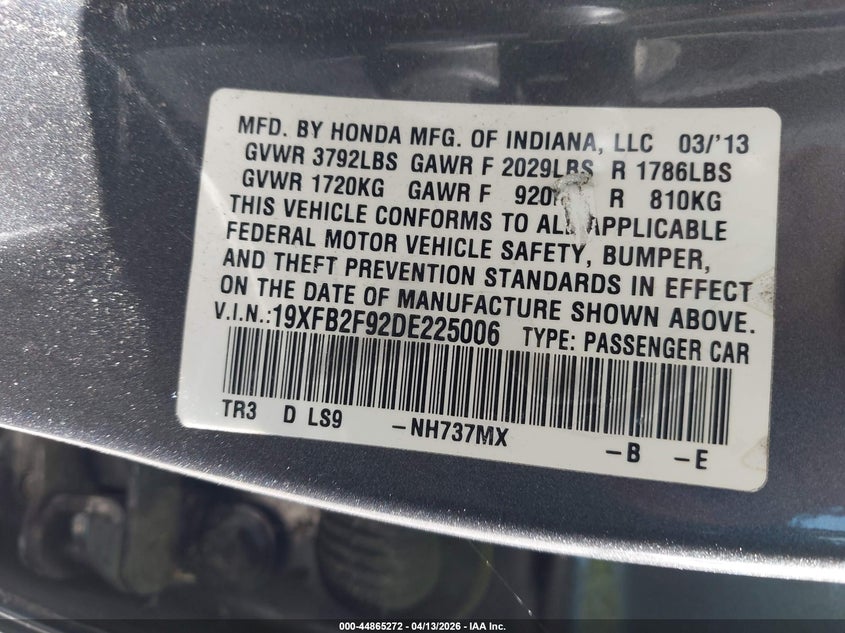 MFD. BY HONDA MFG. OF INDIANA, LLC 03/'13
GVWR 3792LBS GAWR F 2029LBS R 1786LBS
GVWR 1720KG GAWR F 920 R 810KG
THIS VEHICLE CONFORMS TO ALL APPLICABLE
FEDERAL MOTOR VEHICLE SAFETY, BUMPER,
AND THEFT PREVENTION STANDARDS IN EFFECT
ON THE DATE OF MANUFACTURE SHOWN ABOVE.
V.I.N.:19XFB2F92DE225006 TYPE: PASSENGER CAR
TR3 D LS9 -NH737MX -B -E
000-44865272 - 04/13/2026 - IAA Inc.